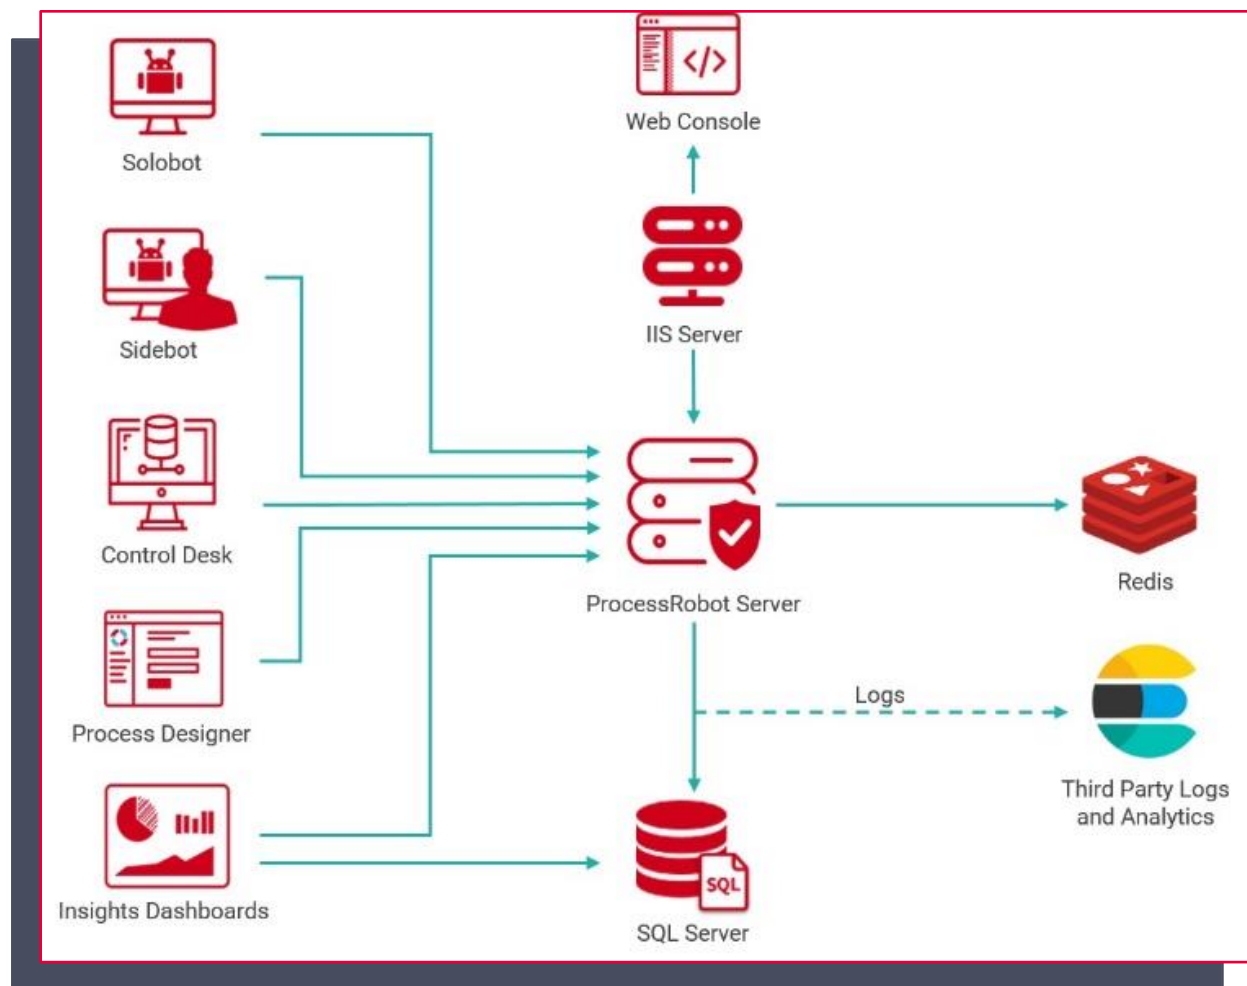 Solobot
Sidebot
Control Desk
Process Designer
Insights Dashboards
</>
Web Console
IIS Server
ProcessRobot Server
Logs
SQL
SQL Server
Redis
Third Party Logs
and Analytics